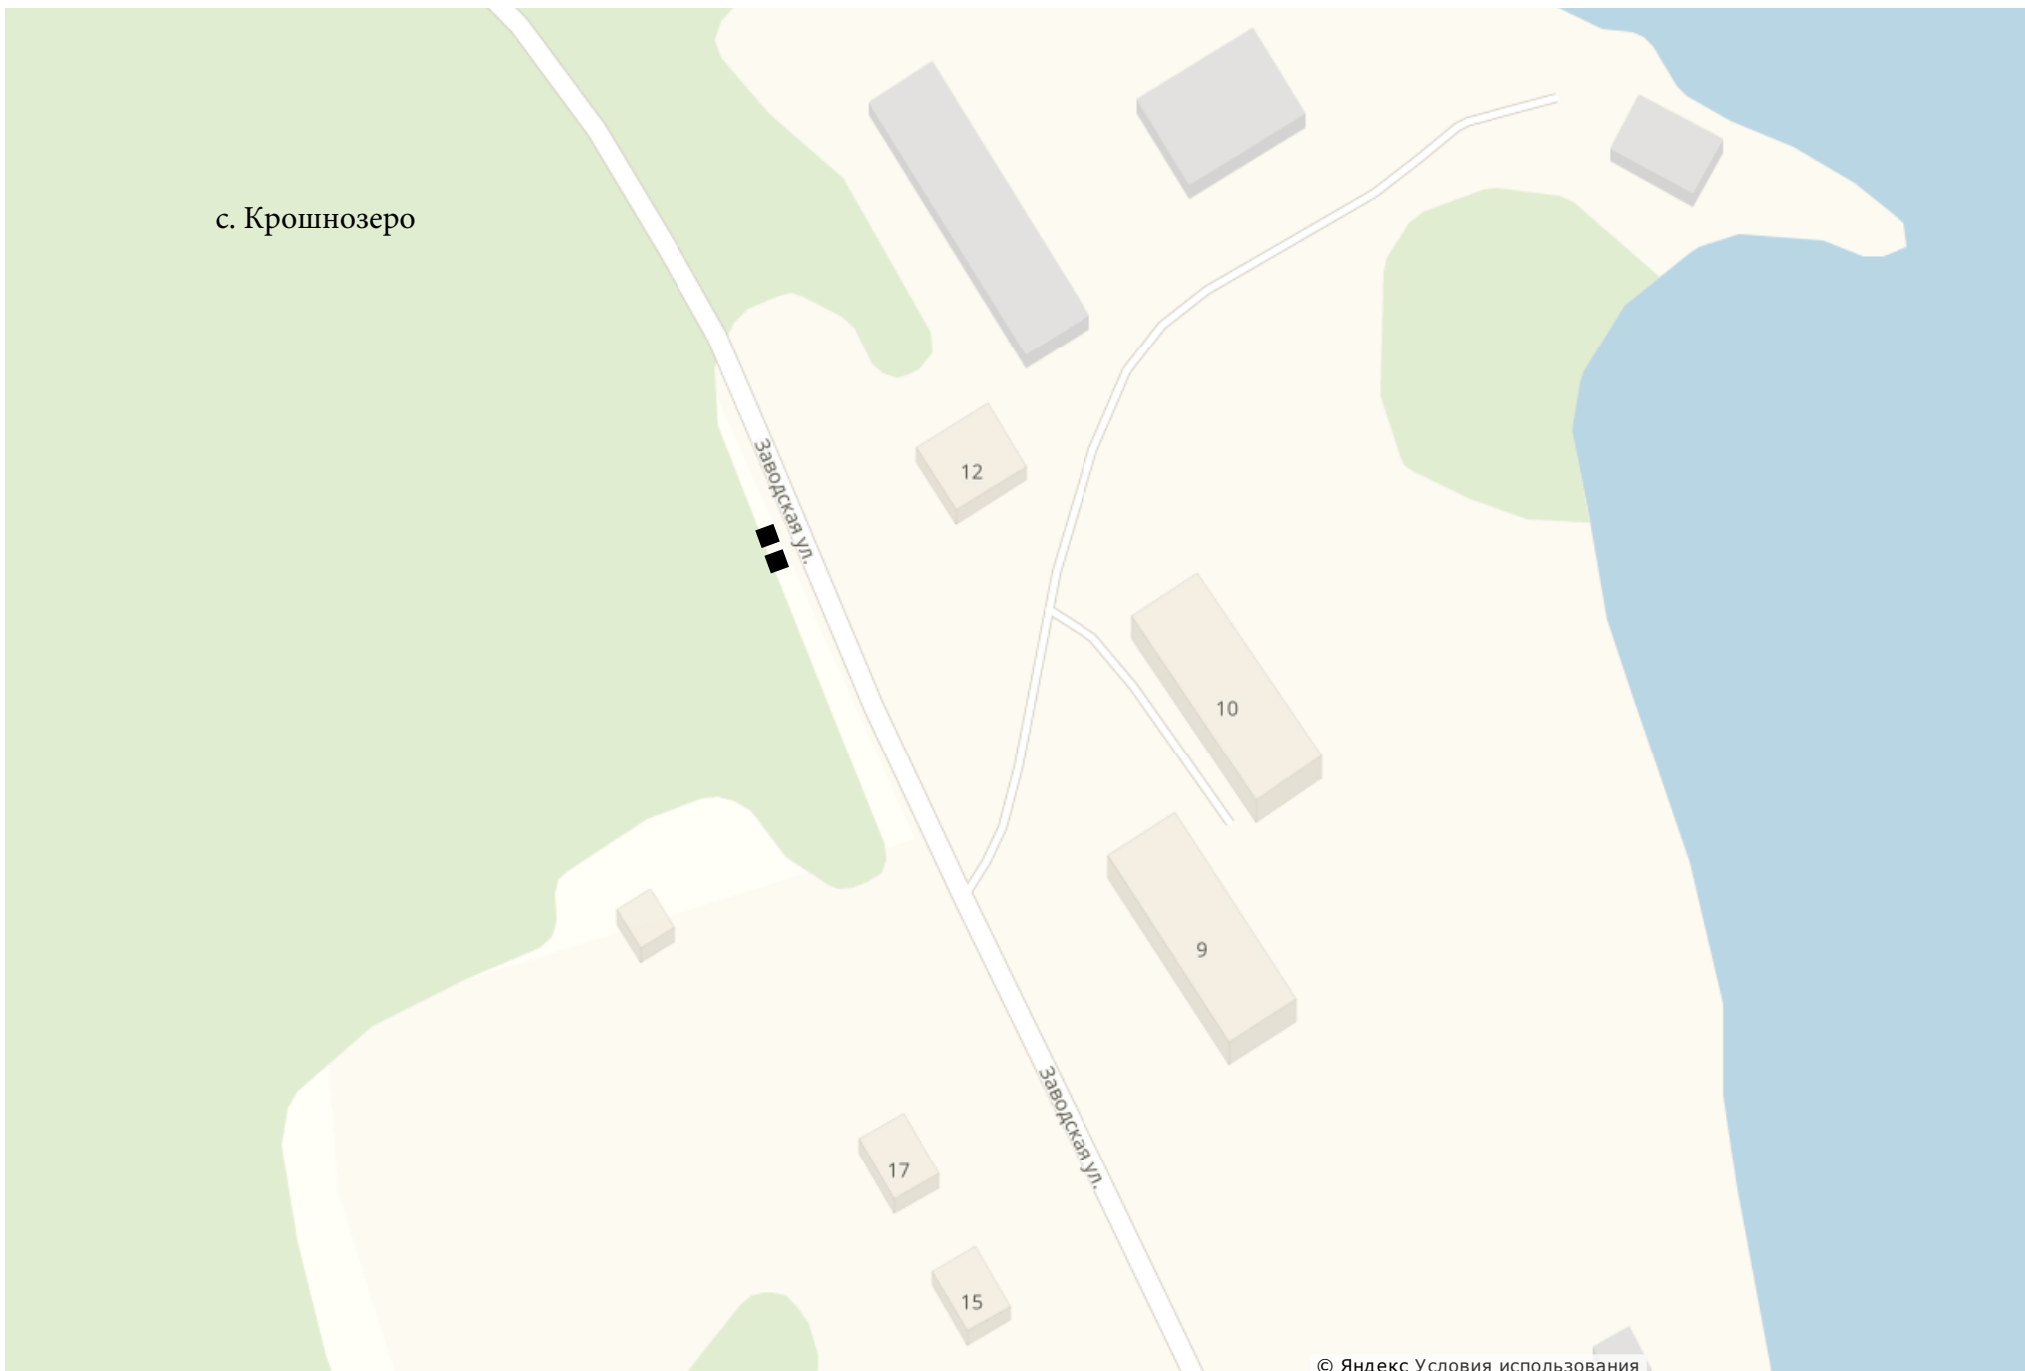 с. Крошнозеро
Заводская ул.
12
10
9
Заводская ул.
17
15
© Яндекс Условия использования